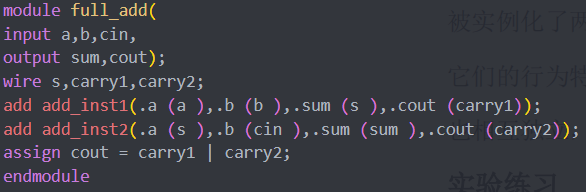 module full_add(
input a,b,cin,
output sum,cout);
wire s,carry1,carry2;
add add_inst1(.a (a ),.b (b ),.sum (s ),.cout (carry1));
add add_inst2(.a (s ),.b (cin ),.sum (sum ),.cout (carry2));
assign cout = carry1 | carry2;
endmodule
被实例化了两
它们的行为特
实验练习